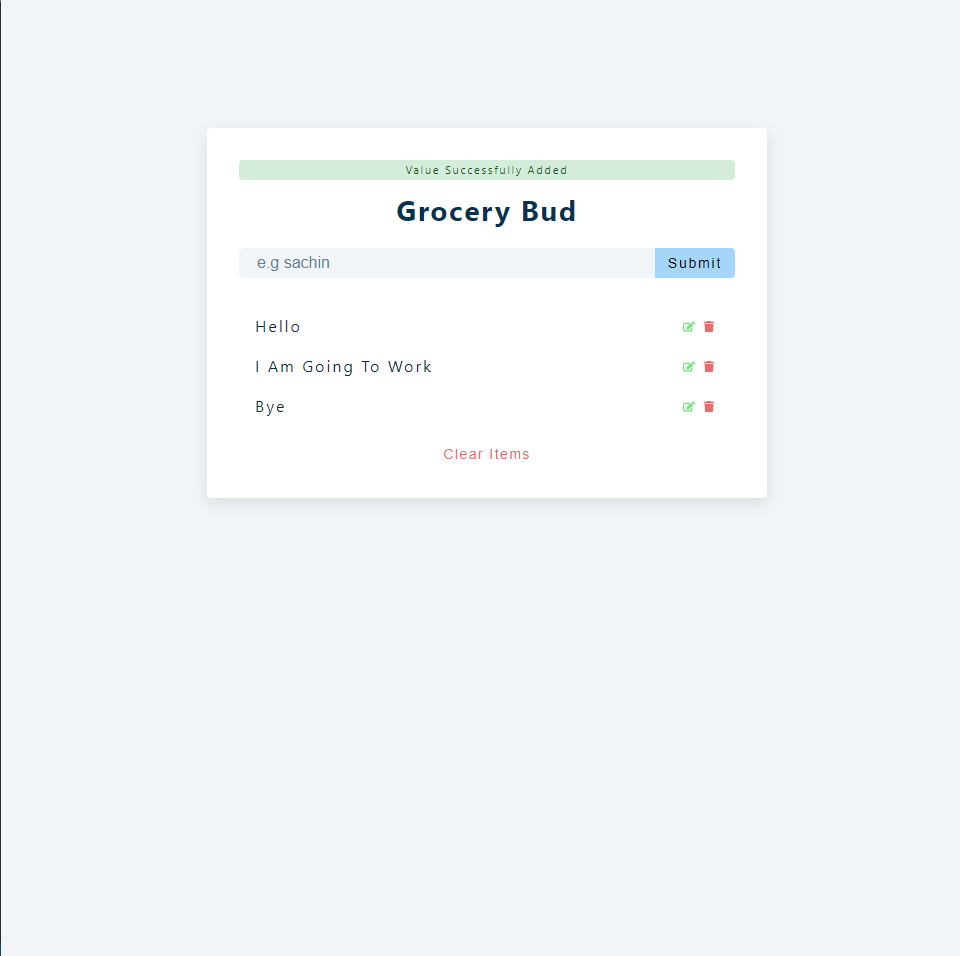 Value Successfully Added
Grocery Bud
e.g sachin
Submit
Hello
I Am Going To Work
Bye
Clear Items